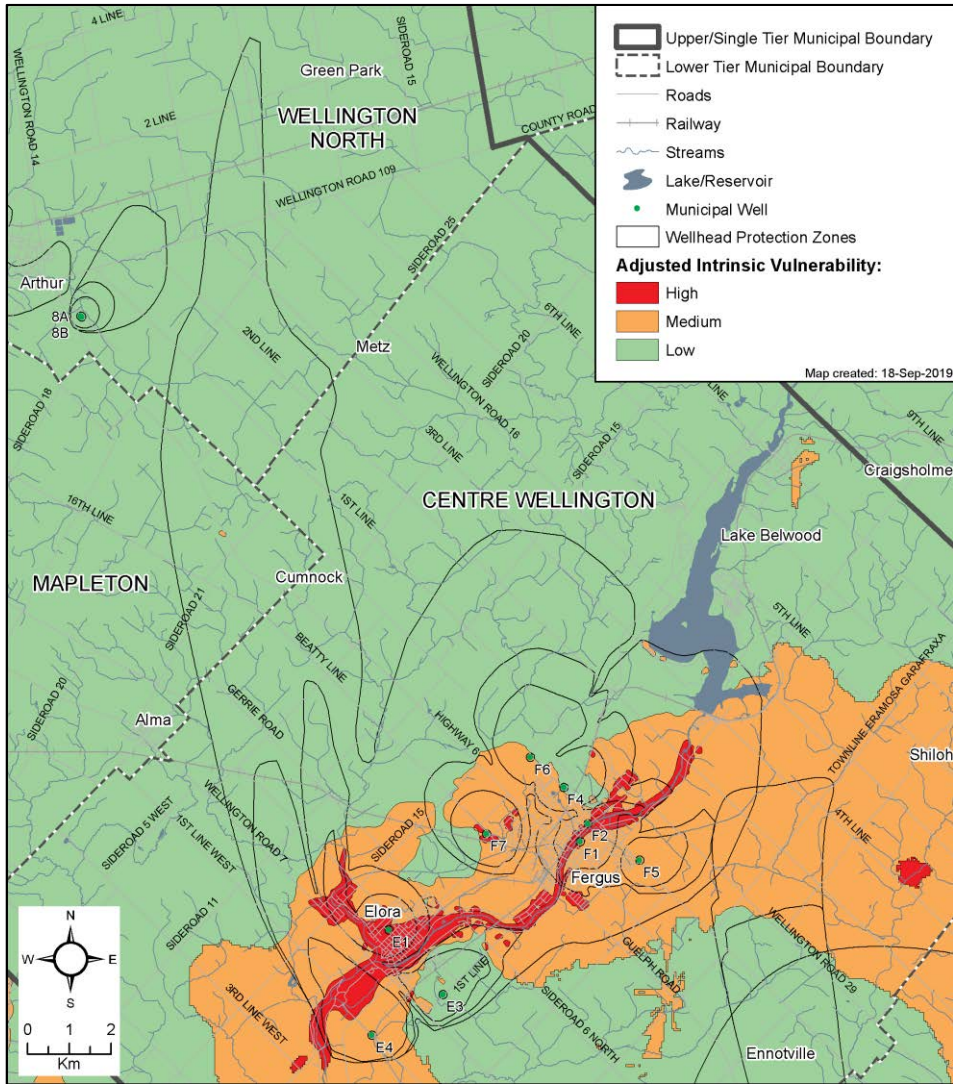 4 LINE
WELLINGTON ROAD 14
SIDEROAD 15
Green Park
WELLINGTON
NORTH
2 LINE
COUNTY ROAD
WELLINGTON ROAD 109
SIDEROAD 25
Arthur
8A
8B
2ND LINE
Metz
6TH LINE
SIDEROAD 20
WELLINGTON ROAD 16
SIDEROAD 18
3RD LINE
SIDEROAD 15
9TH LINE
Craigsholme
16TH LINE
1ST LINE
CENTRE WELLINGTON
Lake Belwood
MAPLETON
Cumnock
SIDEROAD 21
BEATTY LINE
5TH LINE
SIDEROAD 20
GERRIE ROAD
TOWNLINE ERAMOSA GARAFRAXA
Alma
HIGHWAY 6
Shiloh
F6
F4
WELLINGTON ROAD 7
SIDEROAD 5 WEST
1ST LINE WEST
SIDEROAD 15
F7
F2
F1
F5
4TH LINE
Fergus
SIDEROAD 11
Elora
E1
GUELPH ROAD
WELLINGTON ROAD 29
3RD LINE WEST
1ST LINE
E3
SIDEROAD 6 NORTH
E4
Ennotville
N
W
E
S
0 1 2
Km
Upper/Single Tier Municipal Boundary
Lower Tier Municipal Boundary
Roads
Railway
Streams
Lake/Reservoir
Municipal Well
Wellhead Protection Zones
Adjusted Intrinsic Vulnerability:
High
Medium
Low
Map created: 18-Sep-2019